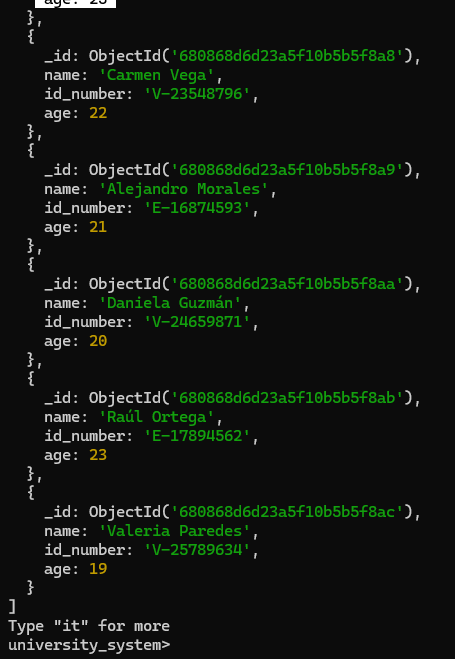 age: 23
},
{
_id: ObjectId('680868d6d23a5f10b5b5f8a8'),
name: 'Carmen Vega',
id_number: 'V-23548796',
age: 22
},
{
_id: ObjectId('680868d6d23a5f10b5b5f8a9'),
name: 'Alejandro Morales',
id_number: 'E-16874593',
age: 21
},
{
_id: ObjectId('680868d6d23a5f10b5b5f8aa'),
name: 'Daniela Guzmán',
id_number: 'V-24659871',
age: 20
},
{
_id: ObjectId('680868d6d23a5f10b5b5f8ab'),
name: 'Raúl Ortega',
id_number: 'E-17894562',
age: 23
},
{
_id: ObjectId('680868d6d23a5f10b5b5f8ac'),
name: 'Valeria Paredes',
id_number: 'V-25789634',
age: 19
}
]
Type "it" for more
university_system>